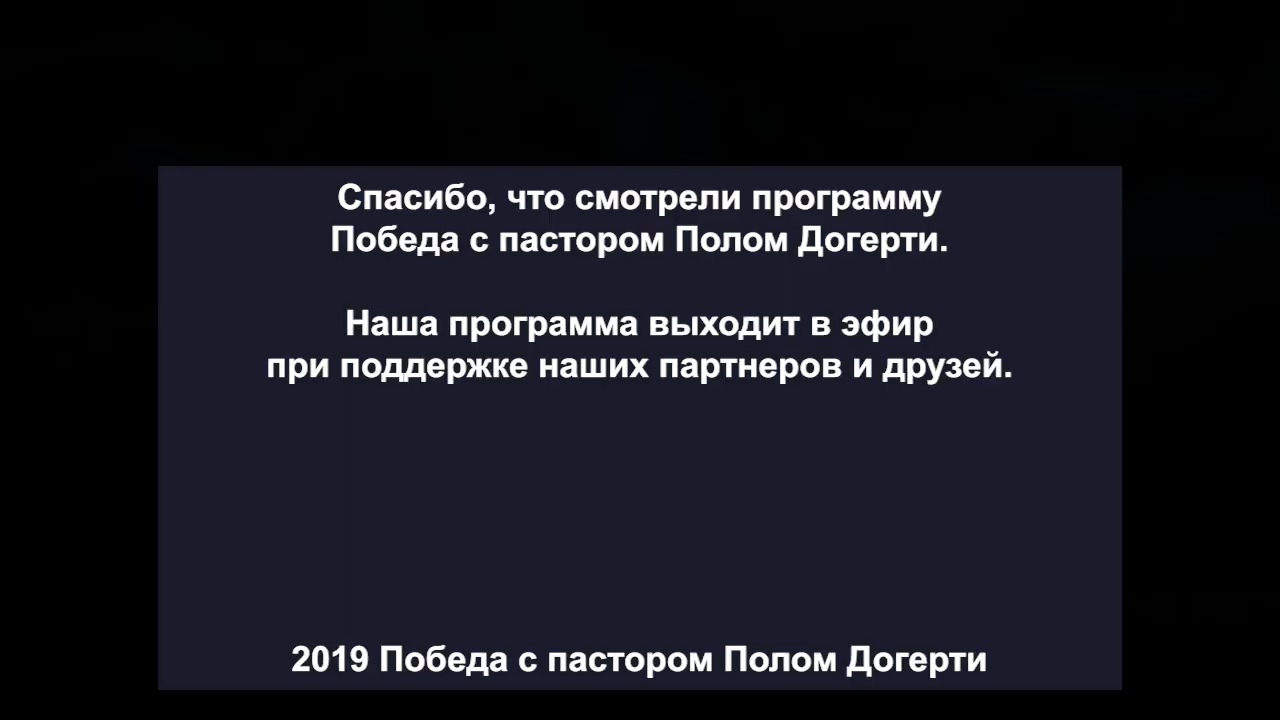 Спасибо, что смотрели программу
Победа с пастором Полом Догерти.
Наша программа выходит в эфир
при поддержке наших партнеров и друзей.
2019 Победа с пастором Полом Догерти